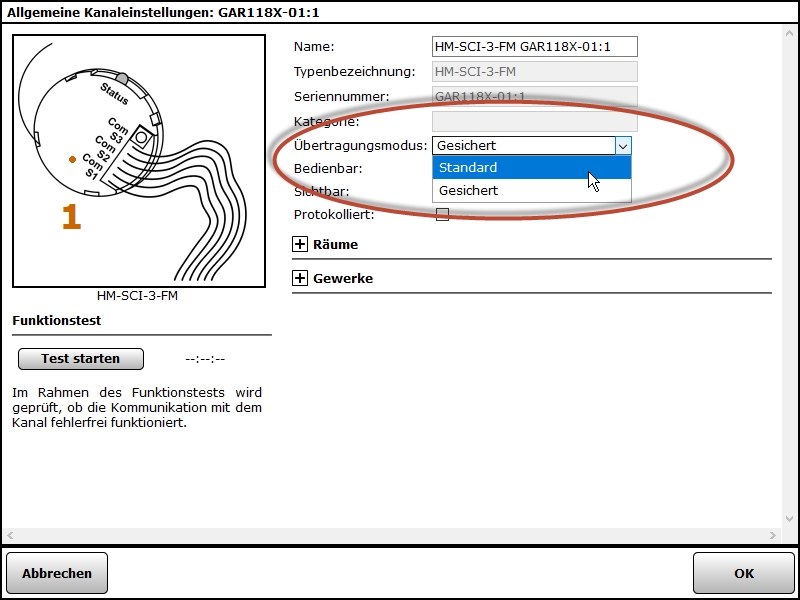 Allgemeine Kanaleinstellungen: GAR118X-01:1
Status
Com
S3
Com
S2
Com
S1
1
HM-SCI-3-FM
Funktionstest
Test starten
--:--:--
Im Rahmen des Funktionstests wird
geprüft, ob die Kommunikation mit dem
Kanal fehlerfrei funktioniert.
Name: HM-SCI-3-FM GAR118X-01:1
Typenbezeichnung: HM-SCI-3-FM
Seriennummer: GAR118X-01:1
Kategorie:
Übertragungsmodus: Gesichert
Standard
Gesichert
Bedienbar:
Sichtbar:
Protokolliert:
Räume
Gewerke
Abbrechen
OK